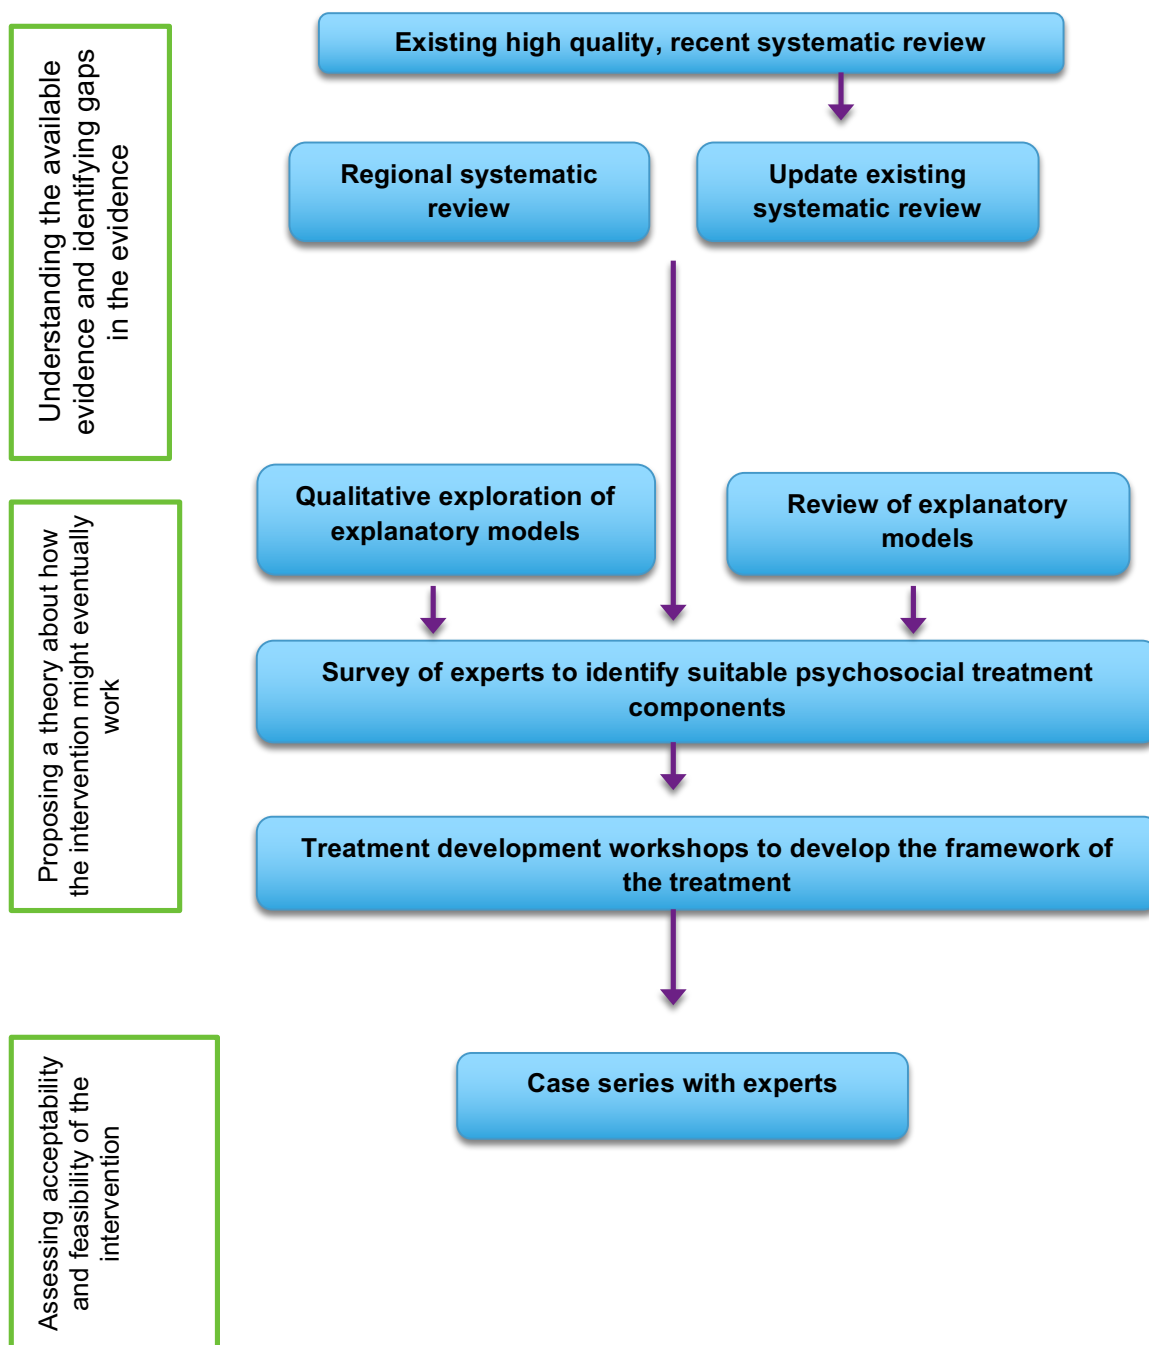 Understanding the available
evidence and identifying gaps
in the evidence
Existing high quality, recent systematic review
Regional systematic
review
Update existing
systematic review
Proposing a theory about how
the intervention might eventually
work
Qualitative exploration of
explanatory models
Review of explanatory
models
Survey of experts to identify suitable psychosocial treatment
components
Treatment development workshops to develop the framework of
the treatment
Assessing acceptability
and feasibility of the
intervention
Case series with experts